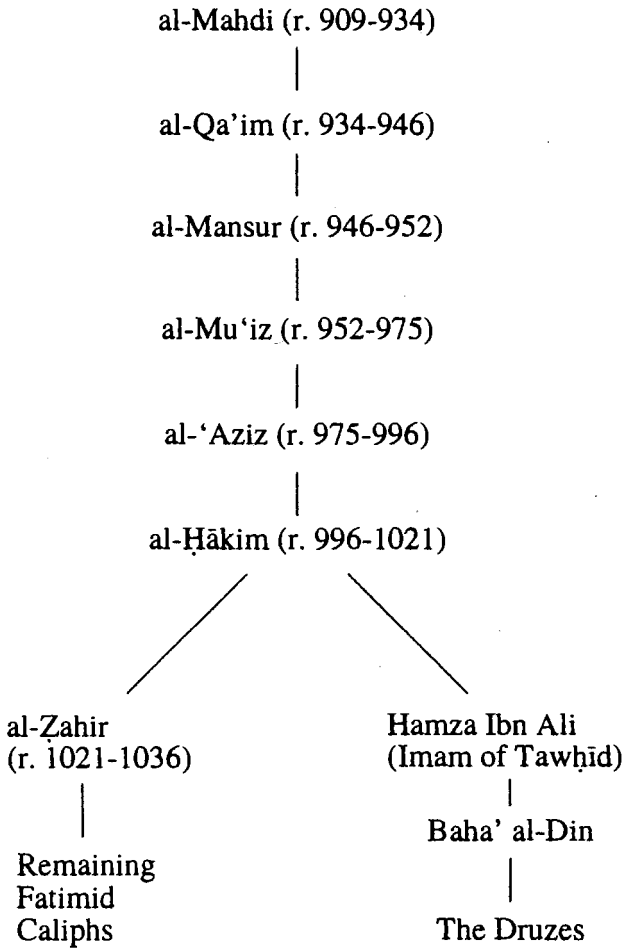 al-Mahdi (r. 909-934)
al-Qa’im (r. 934-946)
al-Mansur (r. 946-952)
al-Mu‘iz (r. 952-975)
al-‘Aziz (r. 975-996)
al-Ḥākim (r. 996-1021)
al-Ẓahir
(r. 1021-1036)
Remaining
Fatimid
Caliphs
Hamza Ibn Ali
(Imam of Tawḥīd)
Baha’ al-Din
The Druzes